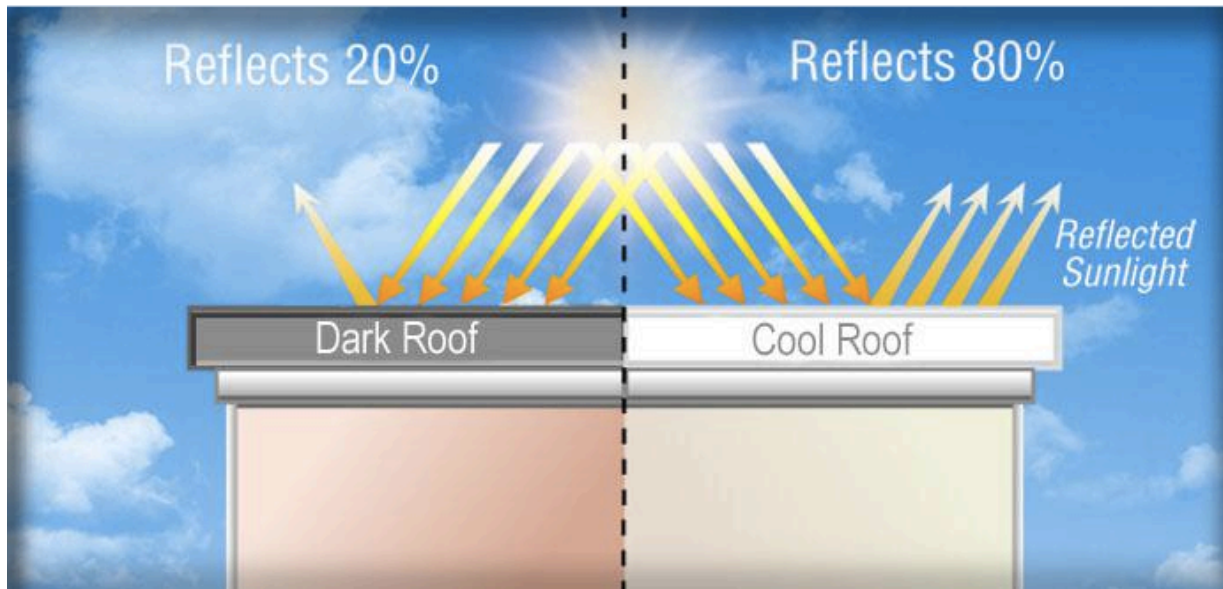 Reflects 20%
Reflects 80%
Reflected
Sunlight
Dark Roof
Cool Roof